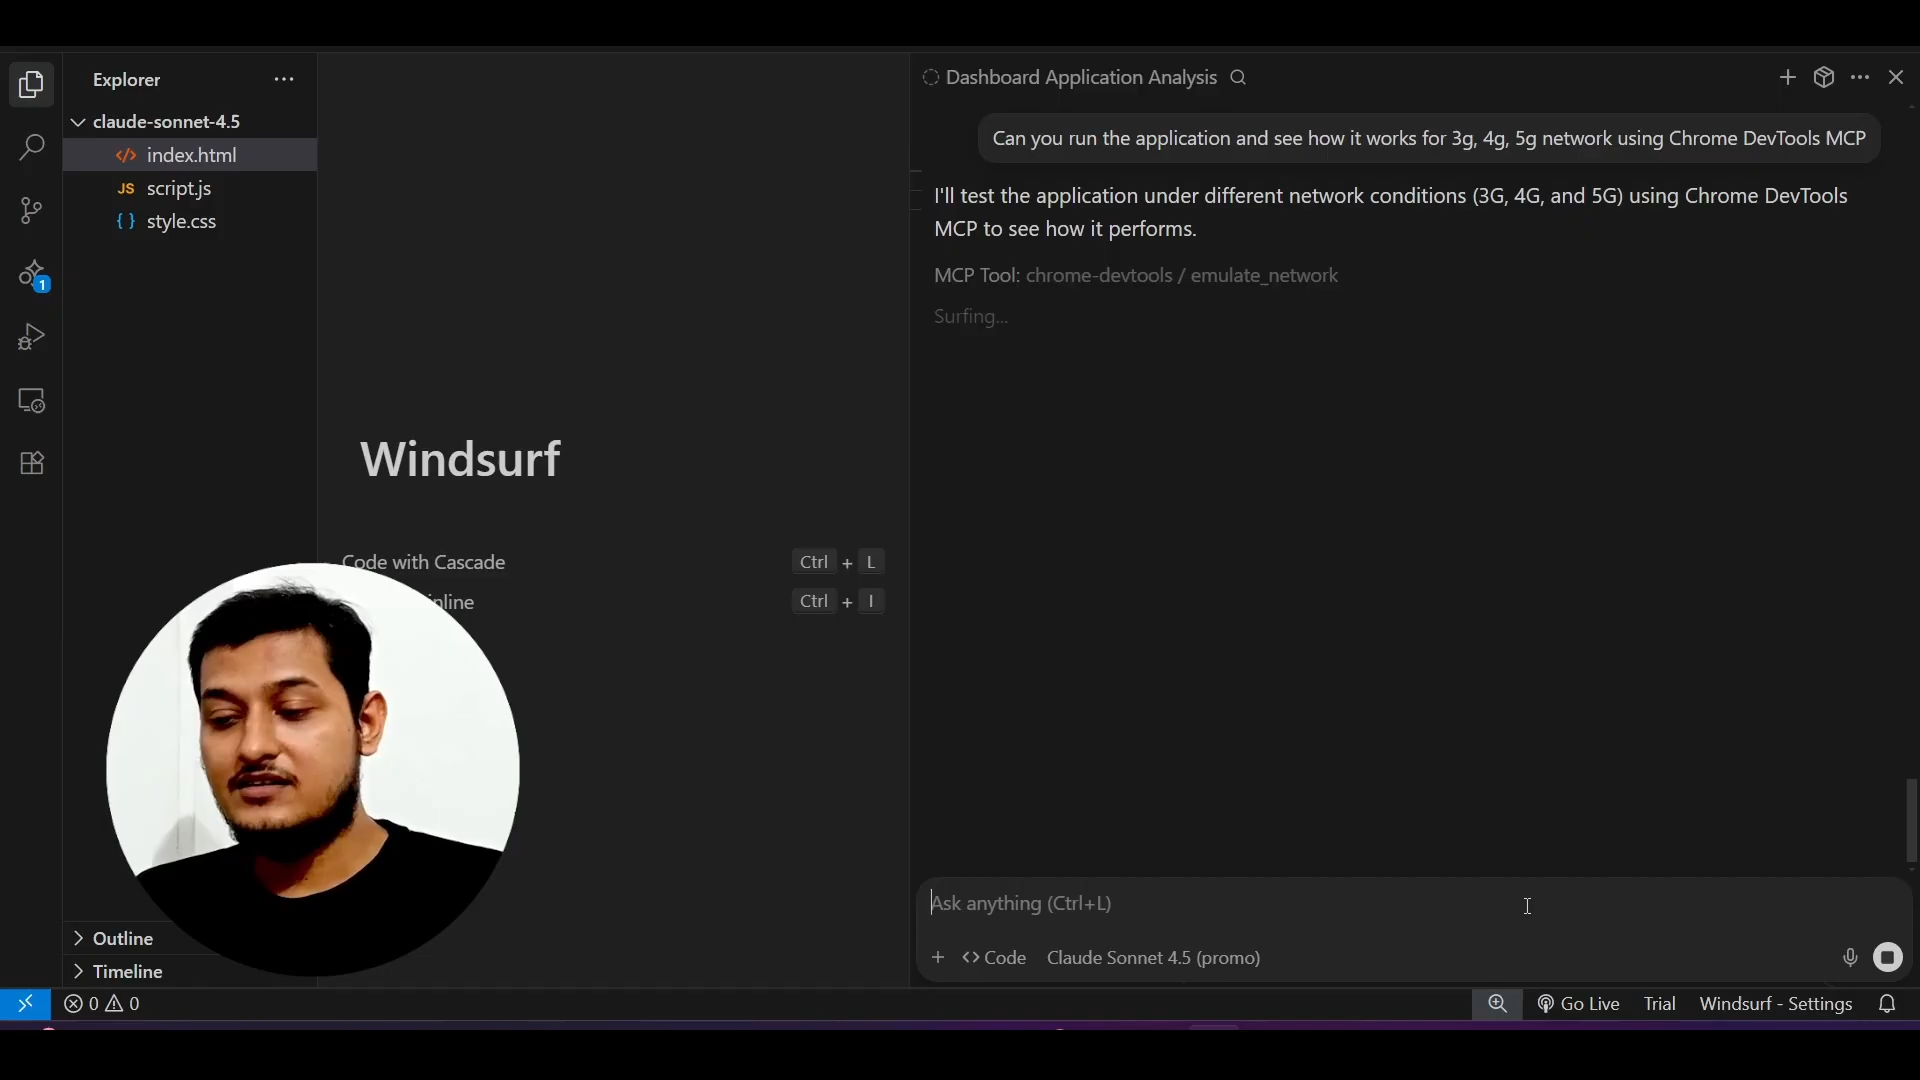 Explorer
claude-sonnet-4.5
</> index.html
JS script.js
{ } style.css
1
Windsurf
Code with Cascade
Ctrl + L
inline
Ctrl + I
Outline
Timeline
Dashboard Application Analysis
Can you run the application and see how it works for 3g, 4g, 5g network using Chrome DevTools MCP
I'll test the application under different network conditions (3G, 4G, and 5G) using Chrome DevTools
MCP to see how it performs.
MCP Tool: chrome-devtools / emulate_network
Surfing...
Ask anything (Ctrl+L)
+ <> Code Claude Sonnet 4.5 (promo)
0 0
Go Live Trial Windsurf - Settings